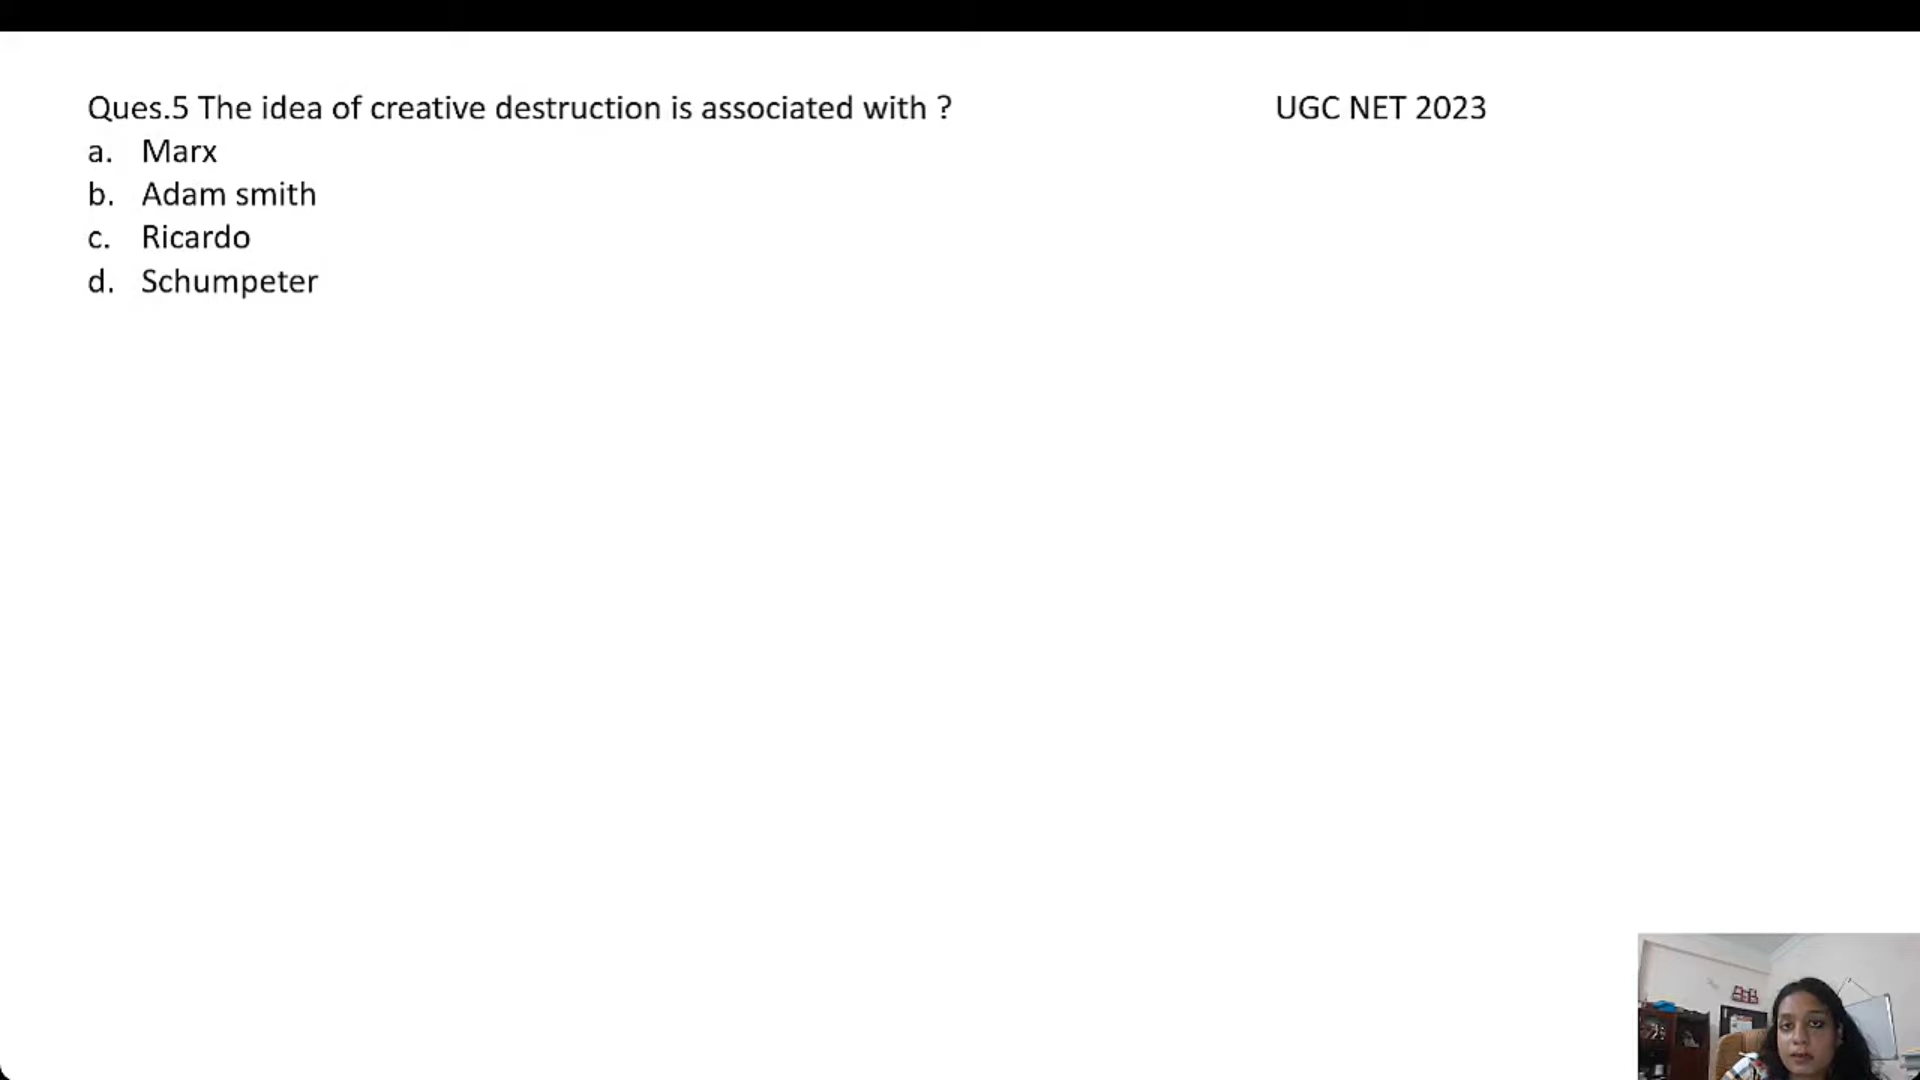 Ques.5 The idea of creative destruction is associated with ? UGC NET 2023
a. Marx
b. Adam smith
c. Ricardo
d. Schumpeter